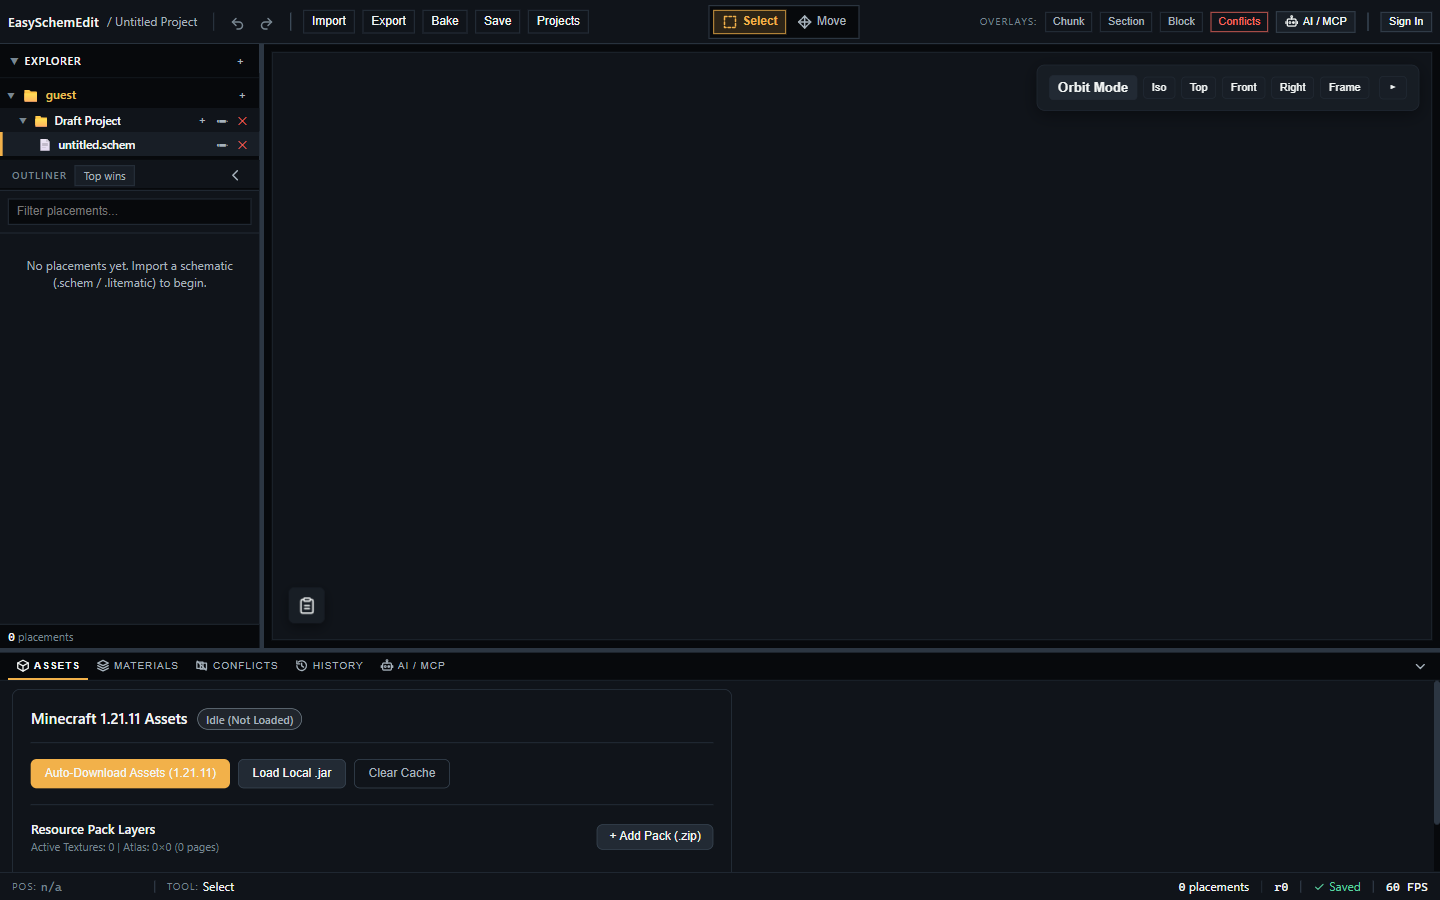 EasySchemEdit / Untitled Project Import Export Bake Save Projects Select Move OVERLAYS: Chunk Section Block Conflicts AI / MCP Sign In
EXPLORER +
guest +
Draft Project +
untitled.schem
OUTLINER Top wins
Filter placements...
No placements yet. Import a schematic
(.schem / .litematic) to begin.
0 placements
Orbit Mode Iso Top Front Right Frame
ASSETS MATERIALS CONFLICTS HISTORY AI / MCP
Minecraft 1.21.11 Assets Idle (Not Loaded)
Auto-Download Assets (1.21.11) Load Local .jar Clear Cache
Resource Pack Layers
Active Textures: 0 | Atlas: 0×0 (0 pages)
+ Add Pack (.zip)
POS: n/a TOOL: Select 0 placements r0 ✓ Saved 60 FPS